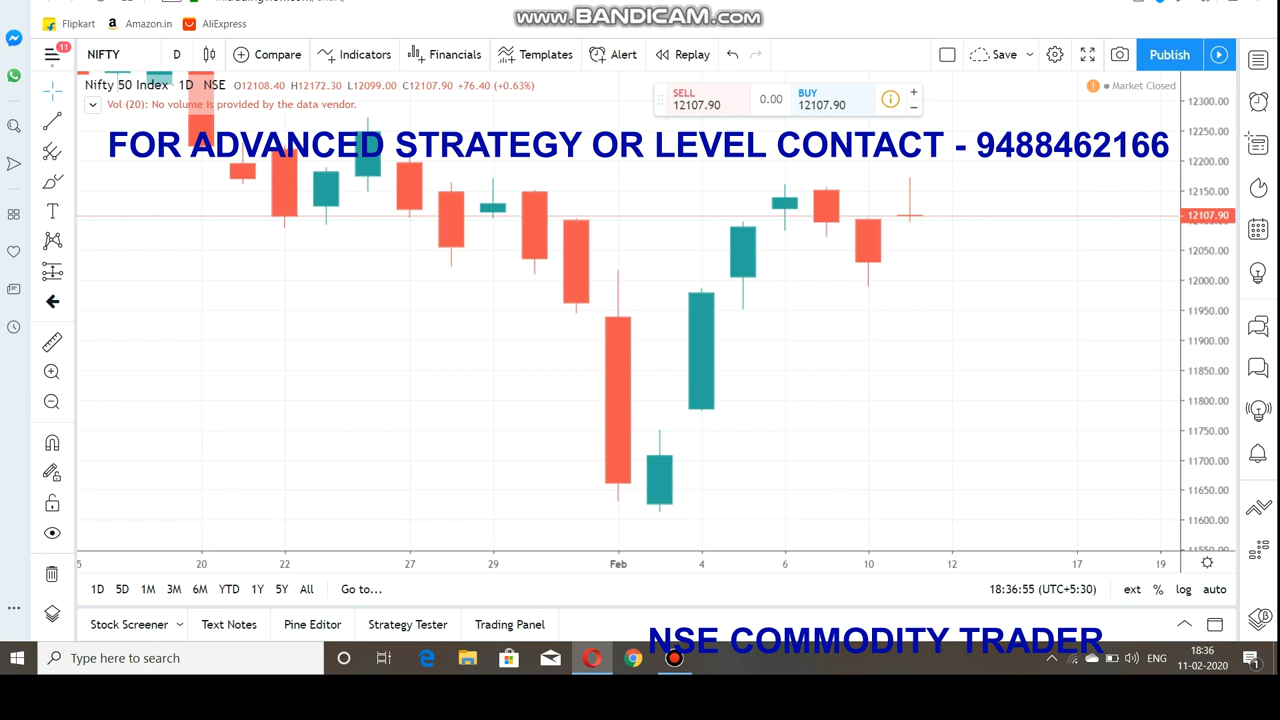 www.BANDICAM.com
Flipkart
Amazon.in
AliExpress
11
NIFTY
D
Compare
Indicators
Financials
Templates
Alert
Replay
Save
Publish
Nifty 50 Index · 1D · NSE O12108.40 H12172.30 L12099.00 C12107.90 +76.40 (+0.63%)
Vol (20): No volume is provided by the data vendor.
SELL
12107.90
0.00
BUY
12107.90
Market Closed
FOR ADVANCED STRATEGY OR LEVEL CONTACT - 9488462166
12300.00
12250.00
12200.00
12150.00
12107.90
12050.00
12000.00
11950.00
11900.00
11850.00
11800.00
11750.00
11700.00
11650.00
11600.00
20 22 27 29 Feb 4 6 10 12 17 19
1D 5D 1M 3M 6M YTD 1Y 5Y All Go to...
18:36:55 (UTC+5:30) ext % log auto
Stock Screener Text Notes Pine Editor Strategy Tester Trading Panel
NSE COMMODITY TRADER
Type here to search
ENG
18:36
11-02-2020
1